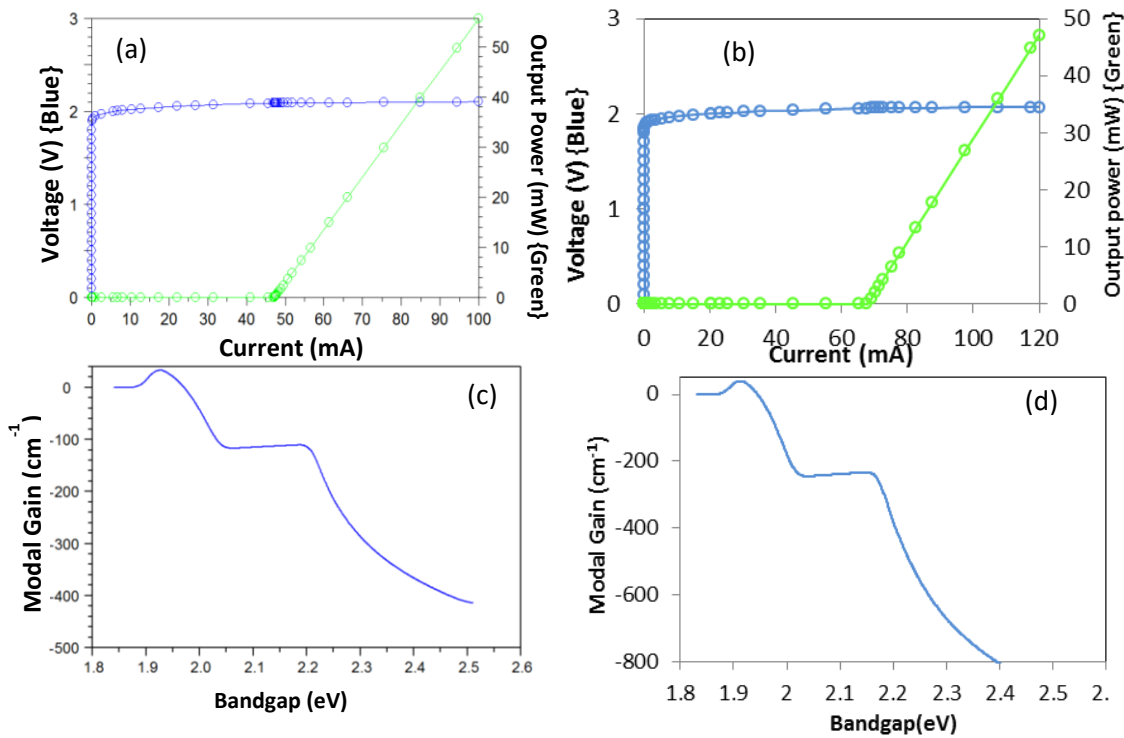 (a)
3
2
1
0
Voltage (V) {Blue}
50
40
30
20
10
0
Output Power (mW) {Green}
0 10 20 30 40 50 60 70 80 90 100
Current (mA)
(b)
3
2
1
0
Voltage (V) {Blue}
50
40
30
20
10
0
Output power (mW) {Green}
0 20 40 60 80 100 120
Current (mA)
(c)
0
-100
-200
-300
-400
-500
Modal Gain (cm-1)
1.8 1.9 2.0 2.1 2.2 2.3 2.4 2.5 2.6
Bandgap (eV)
(d)
0
-200
-400
-600
-800
Modal Gain (cm-1)
1.8 1.9 2 2.1 2.2 2.3 2.4 2.5 2.
Bandgap(eV)